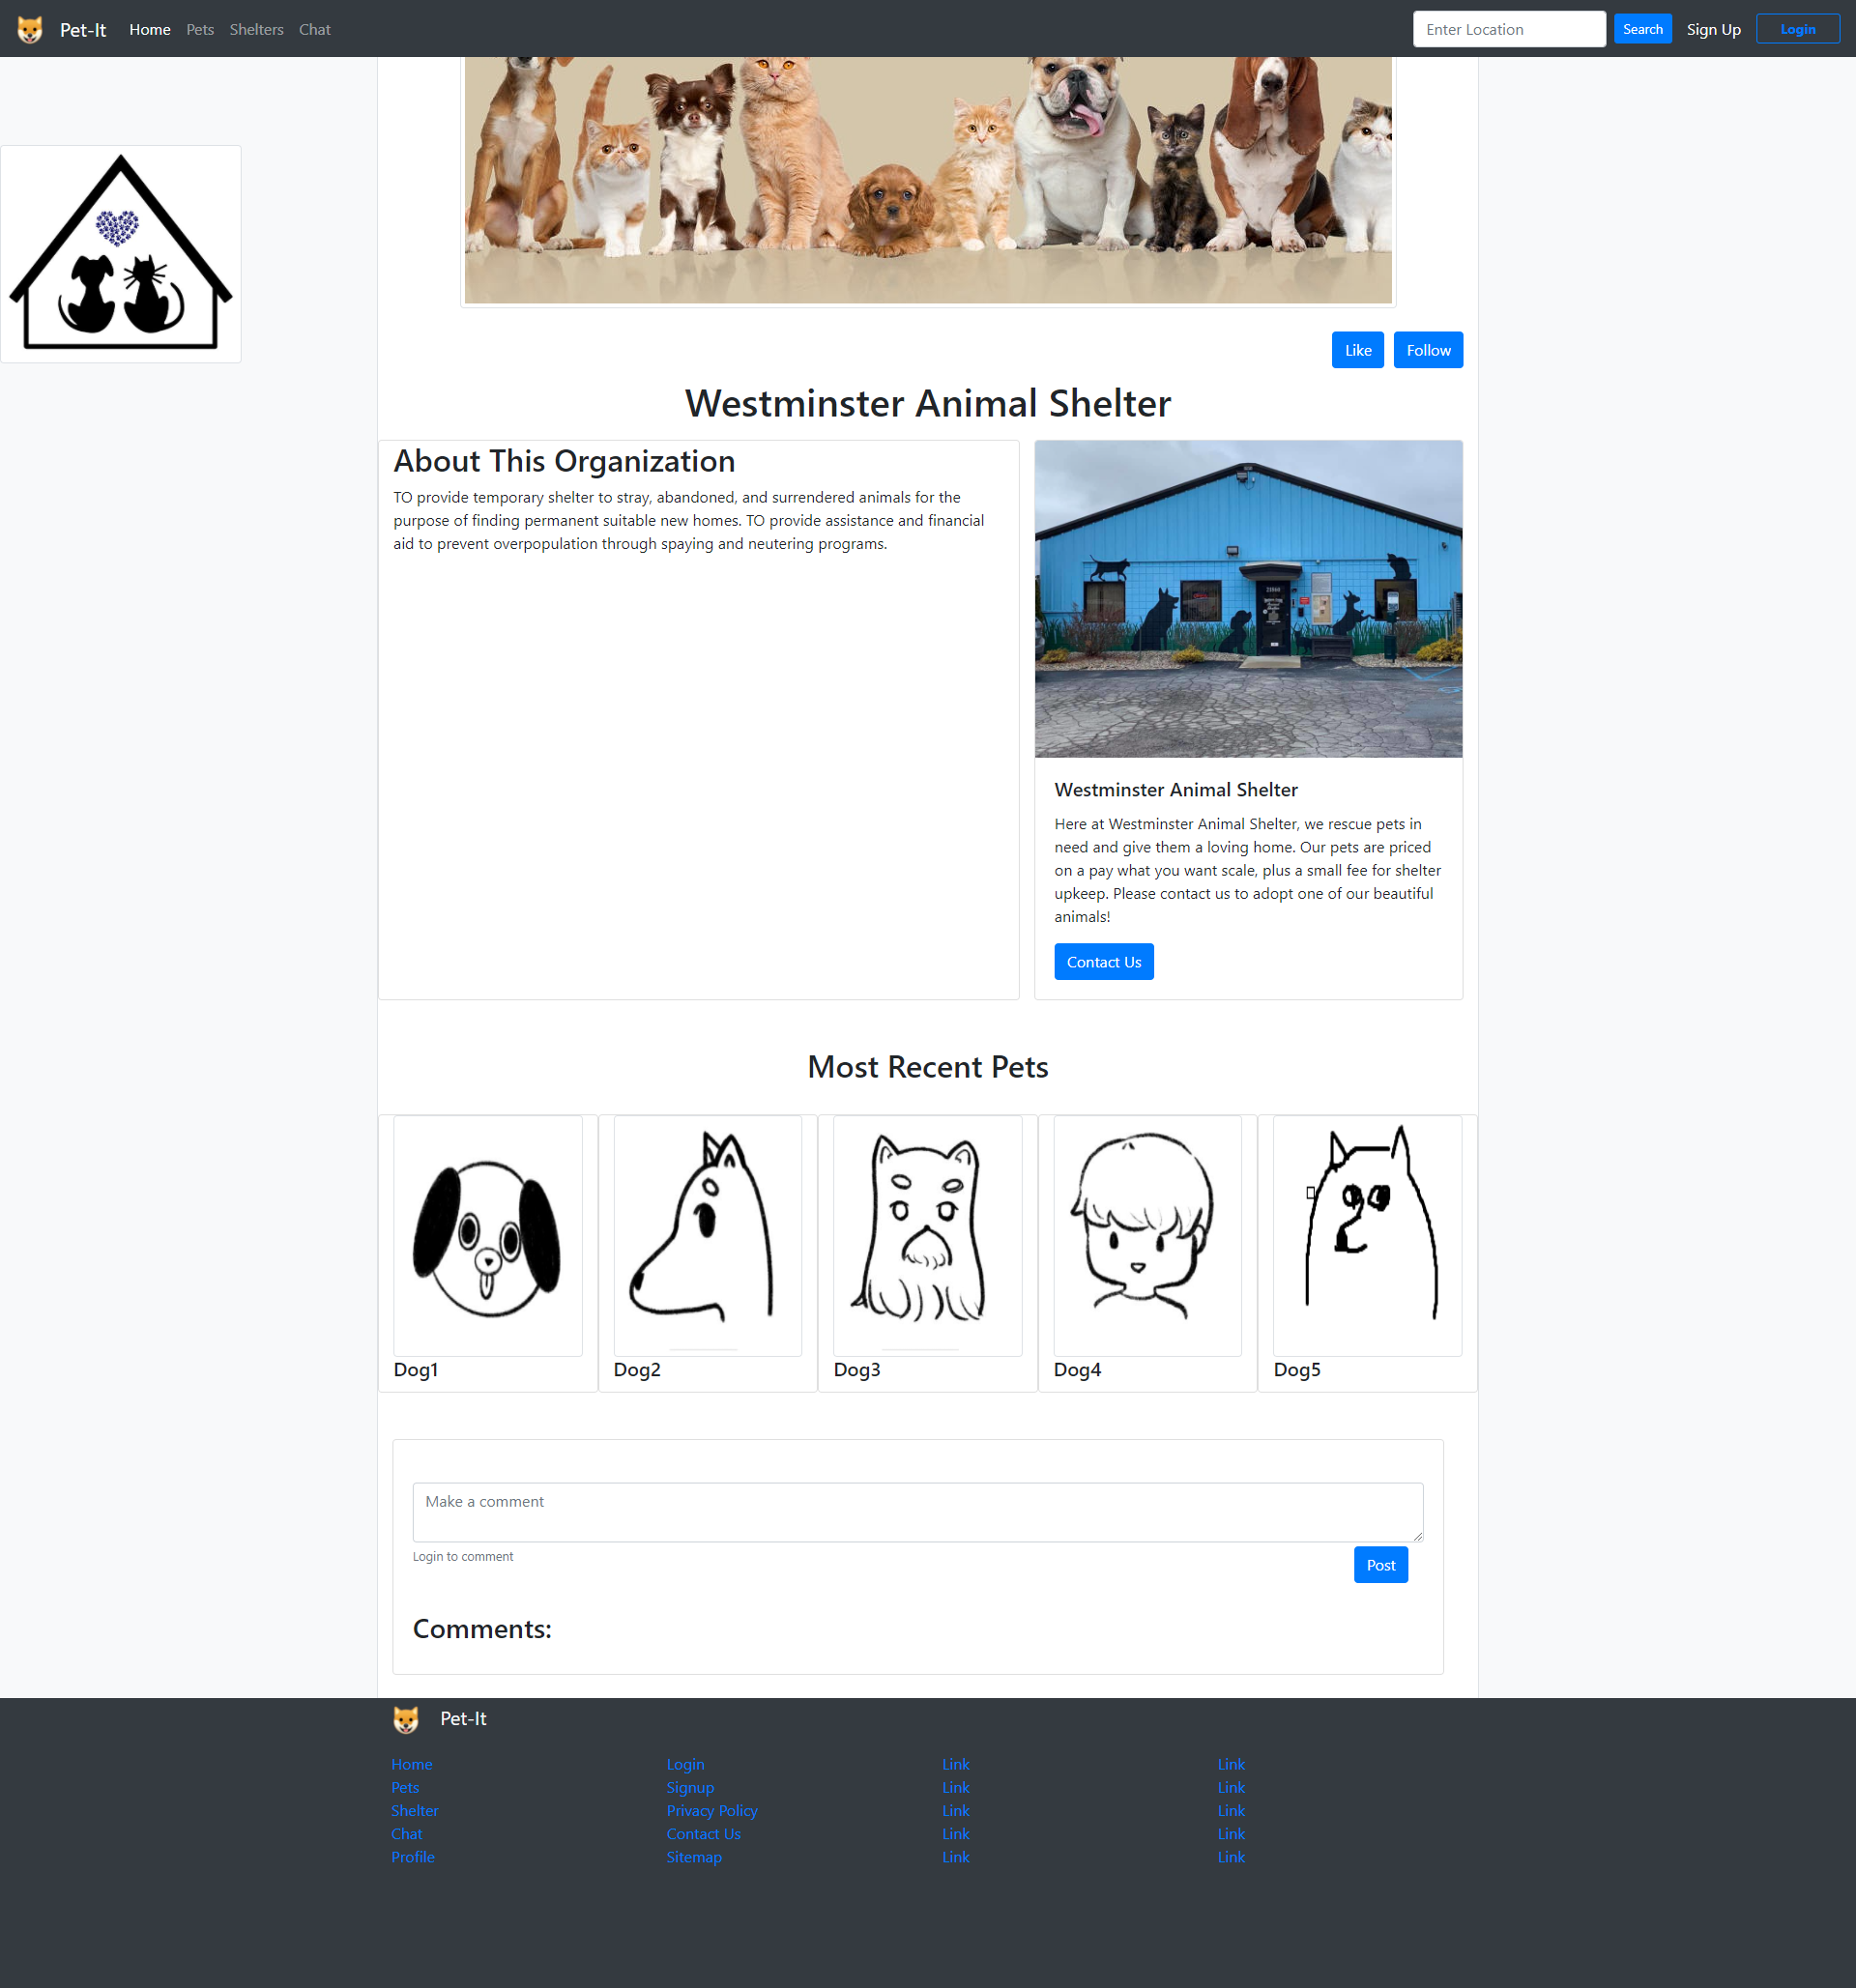 Pet-It
Home
Pets
Shelters
Chat
Enter Location
Search
Sign Up
Login
Like
Follow
Westminster Animal Shelter
About This Organization
TO provide temporary shelter to stray, abandoned, and surrendered animals for the
purpose of finding permanent suitable new homes. TO provide assistance and financial
aid to prevent overpopulation through spaying and neutering programs.
Westminster Animal Shelter
Here at Westminster Animal Shelter, we rescue pets in
need and give them a loving home. Our pets are priced
on a pay what you want scale, plus a small fee for shelter
upkeep. Please contact us to adopt one of our beautiful
animals!
Contact Us
Most Recent Pets
Dog1
Dog2
Dog3
Dog4
Dog5
Make a comment
Login to comment
Post
Comments:
Pet-It
Home
Pets
Shelter
Chat
Profile
Login
Signup
Privacy Policy
Contact Us
Sitemap
Link
Link
Link
Link
Link
Link
Link
Link
Link
Link